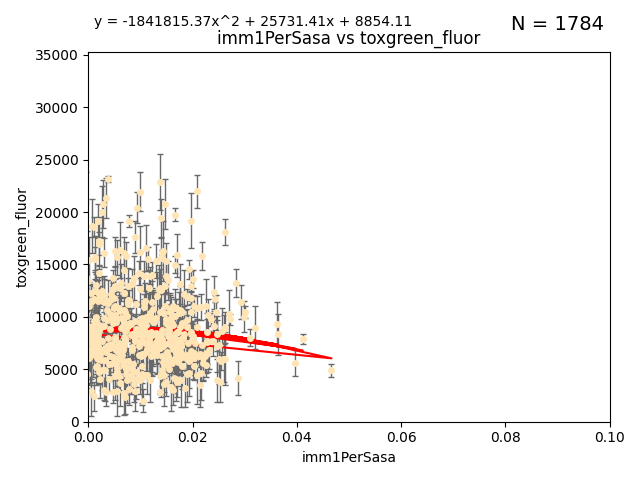 y = -1841815.37x^2 + 25731.41x + 8854.11
N = 1784
imm1PerSasa vs toxgreen_fluor
35000
30000
25000
20000
15000
10000
5000
0
toxgreen_fluor
0.00 0.02 0.04 0.06 0.08 0.10
imm1PerSasa